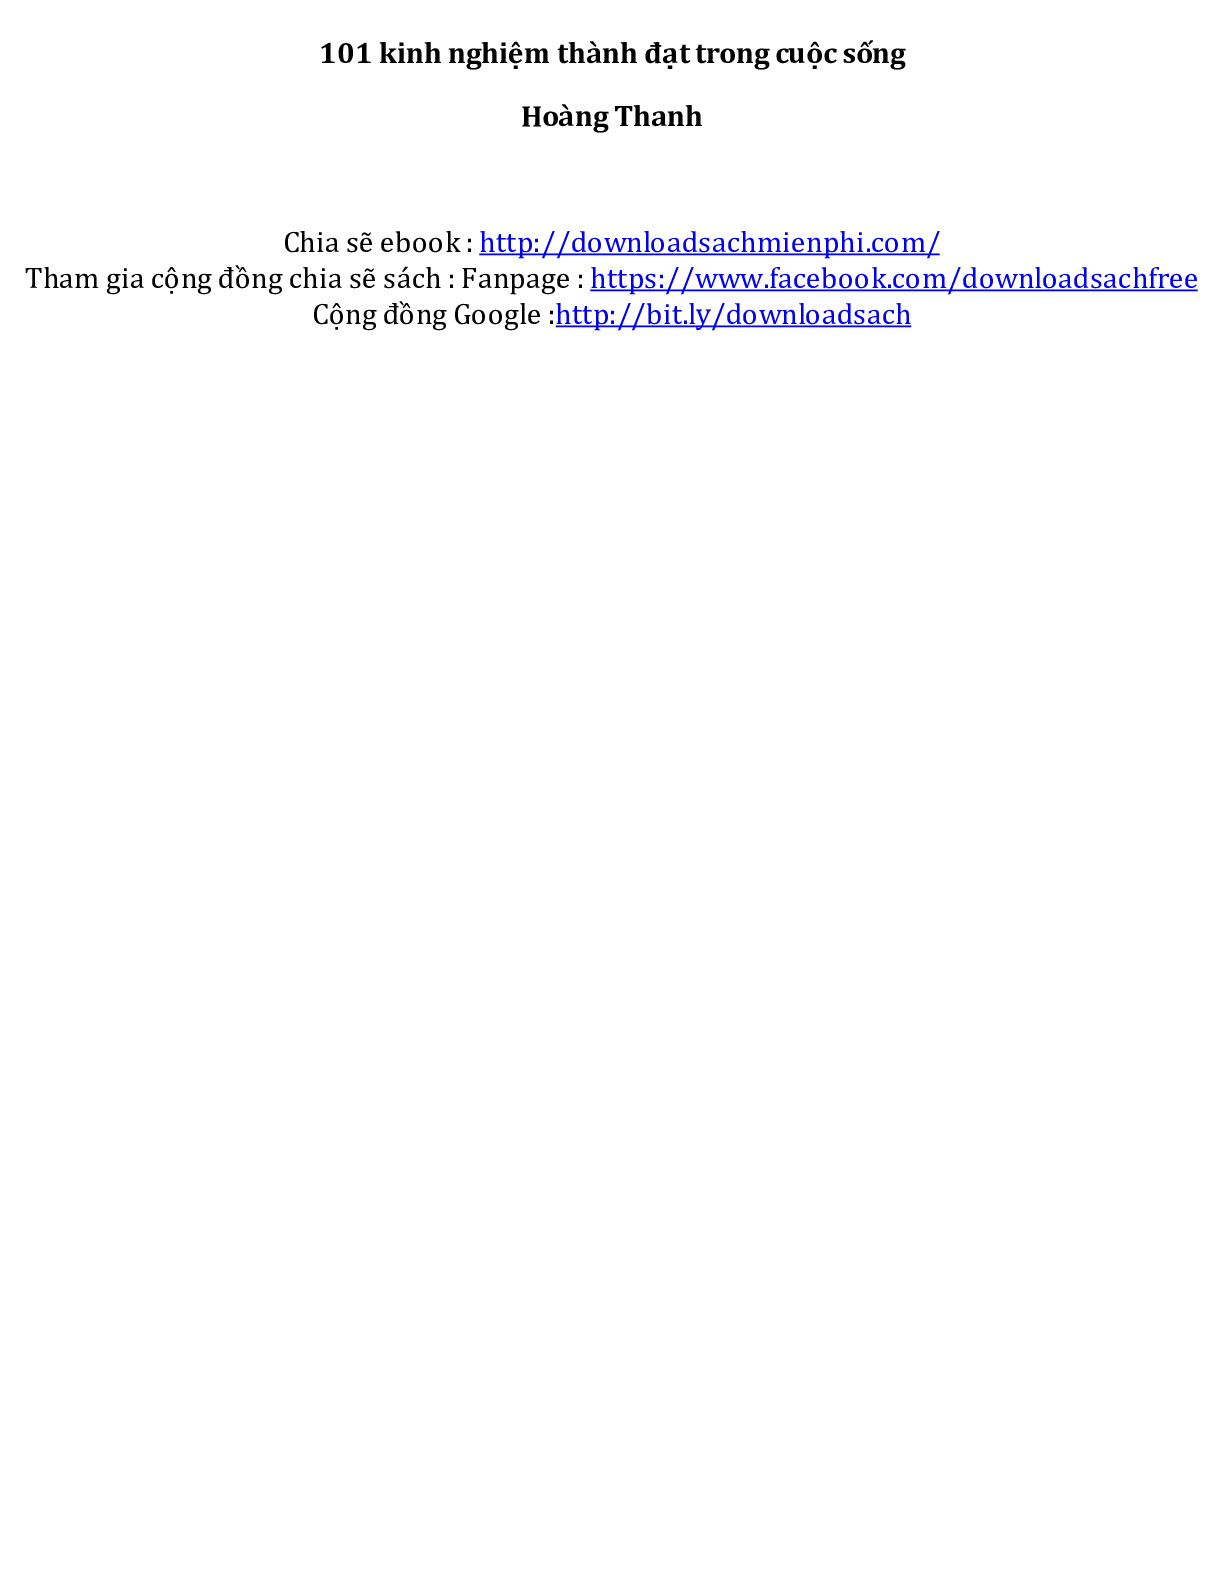 101 kinh nghiệm thành đạt trong cuộc sống
Hoàng Thanh
Chia sẽ ebook : http://downloadsachmienphi.com/
Tham gia cộng đồng chia sẽ sách : Fanpage : https://www.facebook.com/downloadsachfree
Cộng đồng Google :http://bit.ly/downloadsach